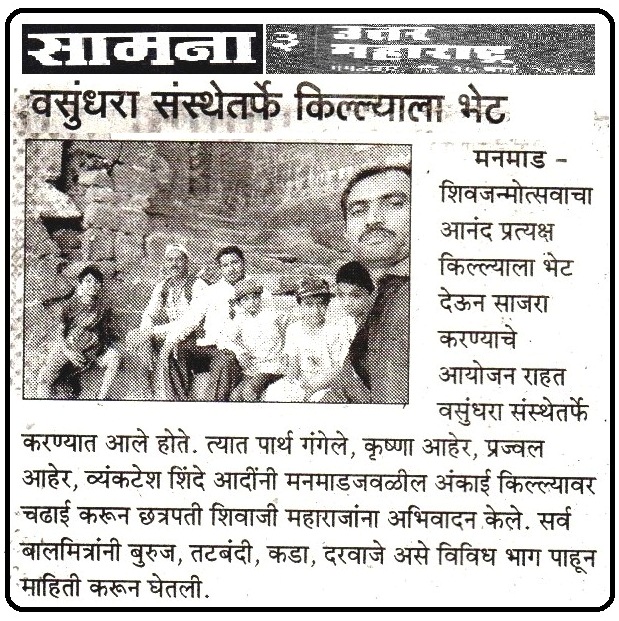 सामना
३
उत्तर
महाराष्ट्र
वसुंधरा संस्थेतर्फे किल्ल्याला भेट
मनमाड -
शिवजन्मोत्सवाचा
आनंद प्रत्यक्ष
किल्ल्याला भेट
देऊन साजरा
करण्याचे
आयोजन राहत
वसुंधरा संस्थेतर्फे
करण्यात आले होते. त्यात पार्थ गंगेले, कृष्णा आहेर, प्रज्वल
आहेर, व्यंकटेश शिंदे आदींनी मनमाडजवळील अंकाई किल्ल्यावर
चढाई करून छत्रपती शिवाजी महाराजांना अभिवादन केले. सर्व
बालमित्रांनी बुरुज, तटबंदी, कडा, दरवाजे असे विविध भाग पाहून
माहिती करून घेतली.